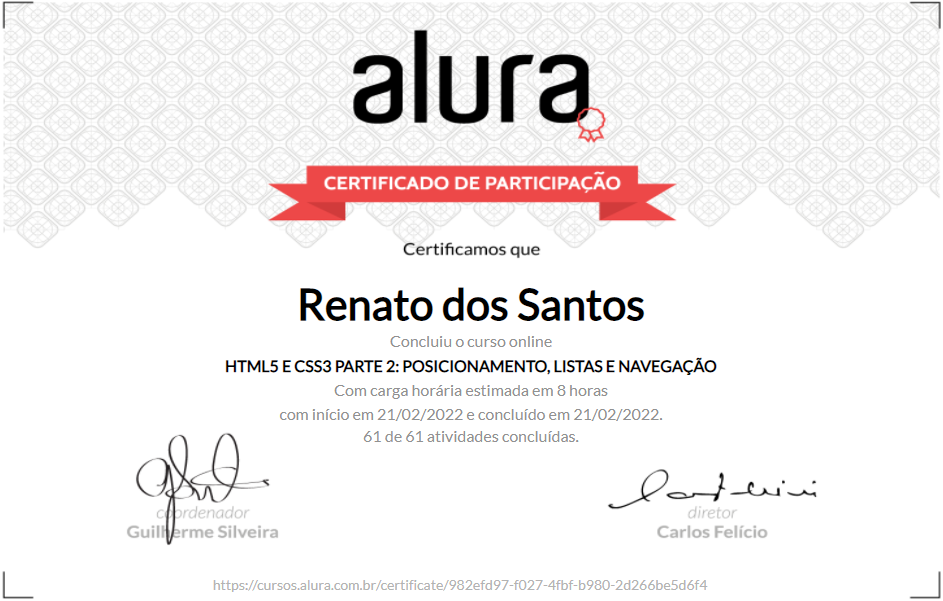 alura
CERTIFICADO DE PARTICIPAÇÃO
Certificamos que
Renato dos Santos
Concluiu o curso online
HTML5 E CSS3 PARTE 2: POSICIONAMENTO, LISTAS E NAVEGAÇÃO
Com carga horária estimada em 8 horas
com início em 21/02/2022 e concluído em 21/02/2022.
61 de 61 atividades concluídas.
coordenador
Guilherme Silveira
diretor
Carlos Felício
https://cursos.alura.com.br/certificate/982efd97-f027-4fbf-b980-2d266be5d6f4